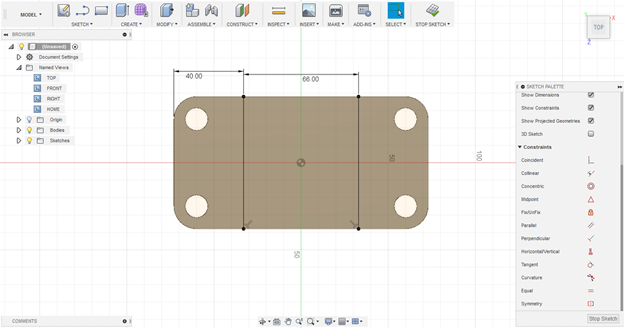 MODEL
SKETCH
CREATE
MODIFY
ASSEMBLE
CONSTRUCT
INSPECT
INSERT
MAKE
ADD-INS
SELECT
STOP SKETCH
TOP
X
Z
BROWSER
(Unsaved)
Document Settings
Named Views
TOP
FRONT
RIGHT
HOME
Origin
Bodies
Sketches
40.00
66.00
50
100
50
SKETCH PALETTE
Show Dimensions
Show Constraints
Show Projected Geometries
3D Sketch
Constraints
Coincident
Collinear
Concentric
Midpoint
Fix/UnFix
Parallel
Perpendicular
Horizontal/Vertical
Tangent
Curvature
Equal
Symmetry
Stop Sketch
COMMENTS